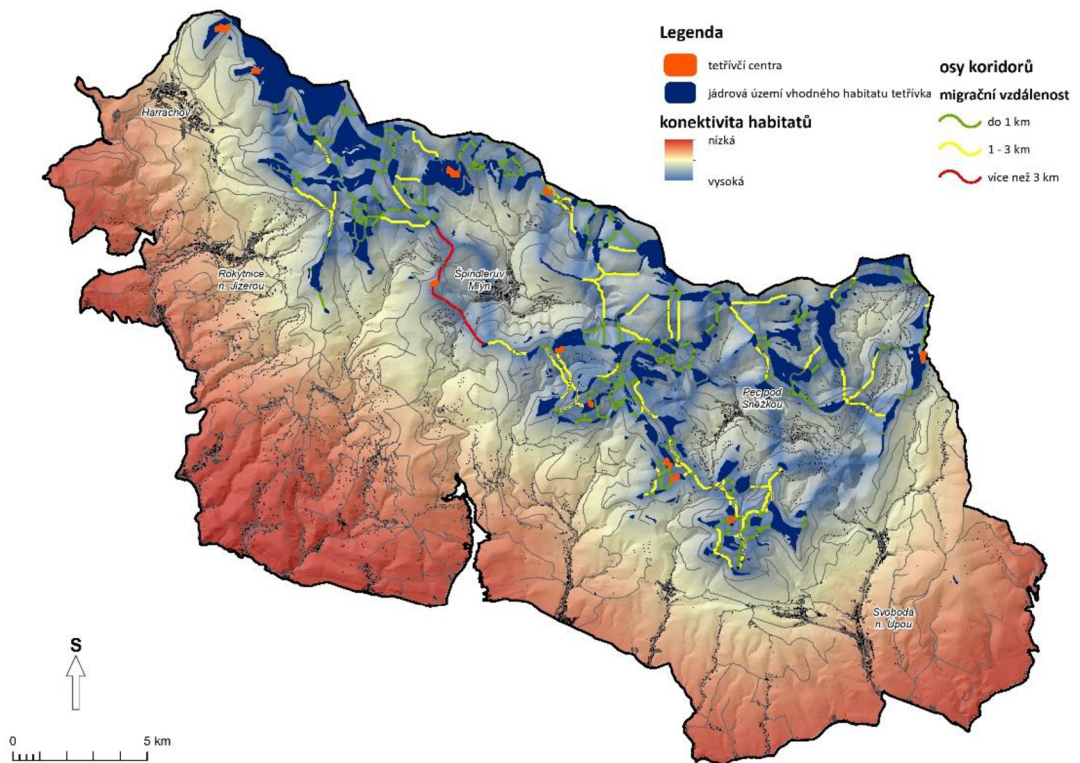 Legenda
tetřívčí centra
jádrová území vhodného habitatu tetřívka
konektivita habitatů
nízká
vysoká
osy koridorů
migrační vzdálenost
do 1 km
1 - 3 km
více než 3 km
Harrachov
Rokytnice
n. Jizerou
Špindlerův
Mlýn
Pec pod
Sněžkou
Svoboda
n. Úpou
S
0 5 km